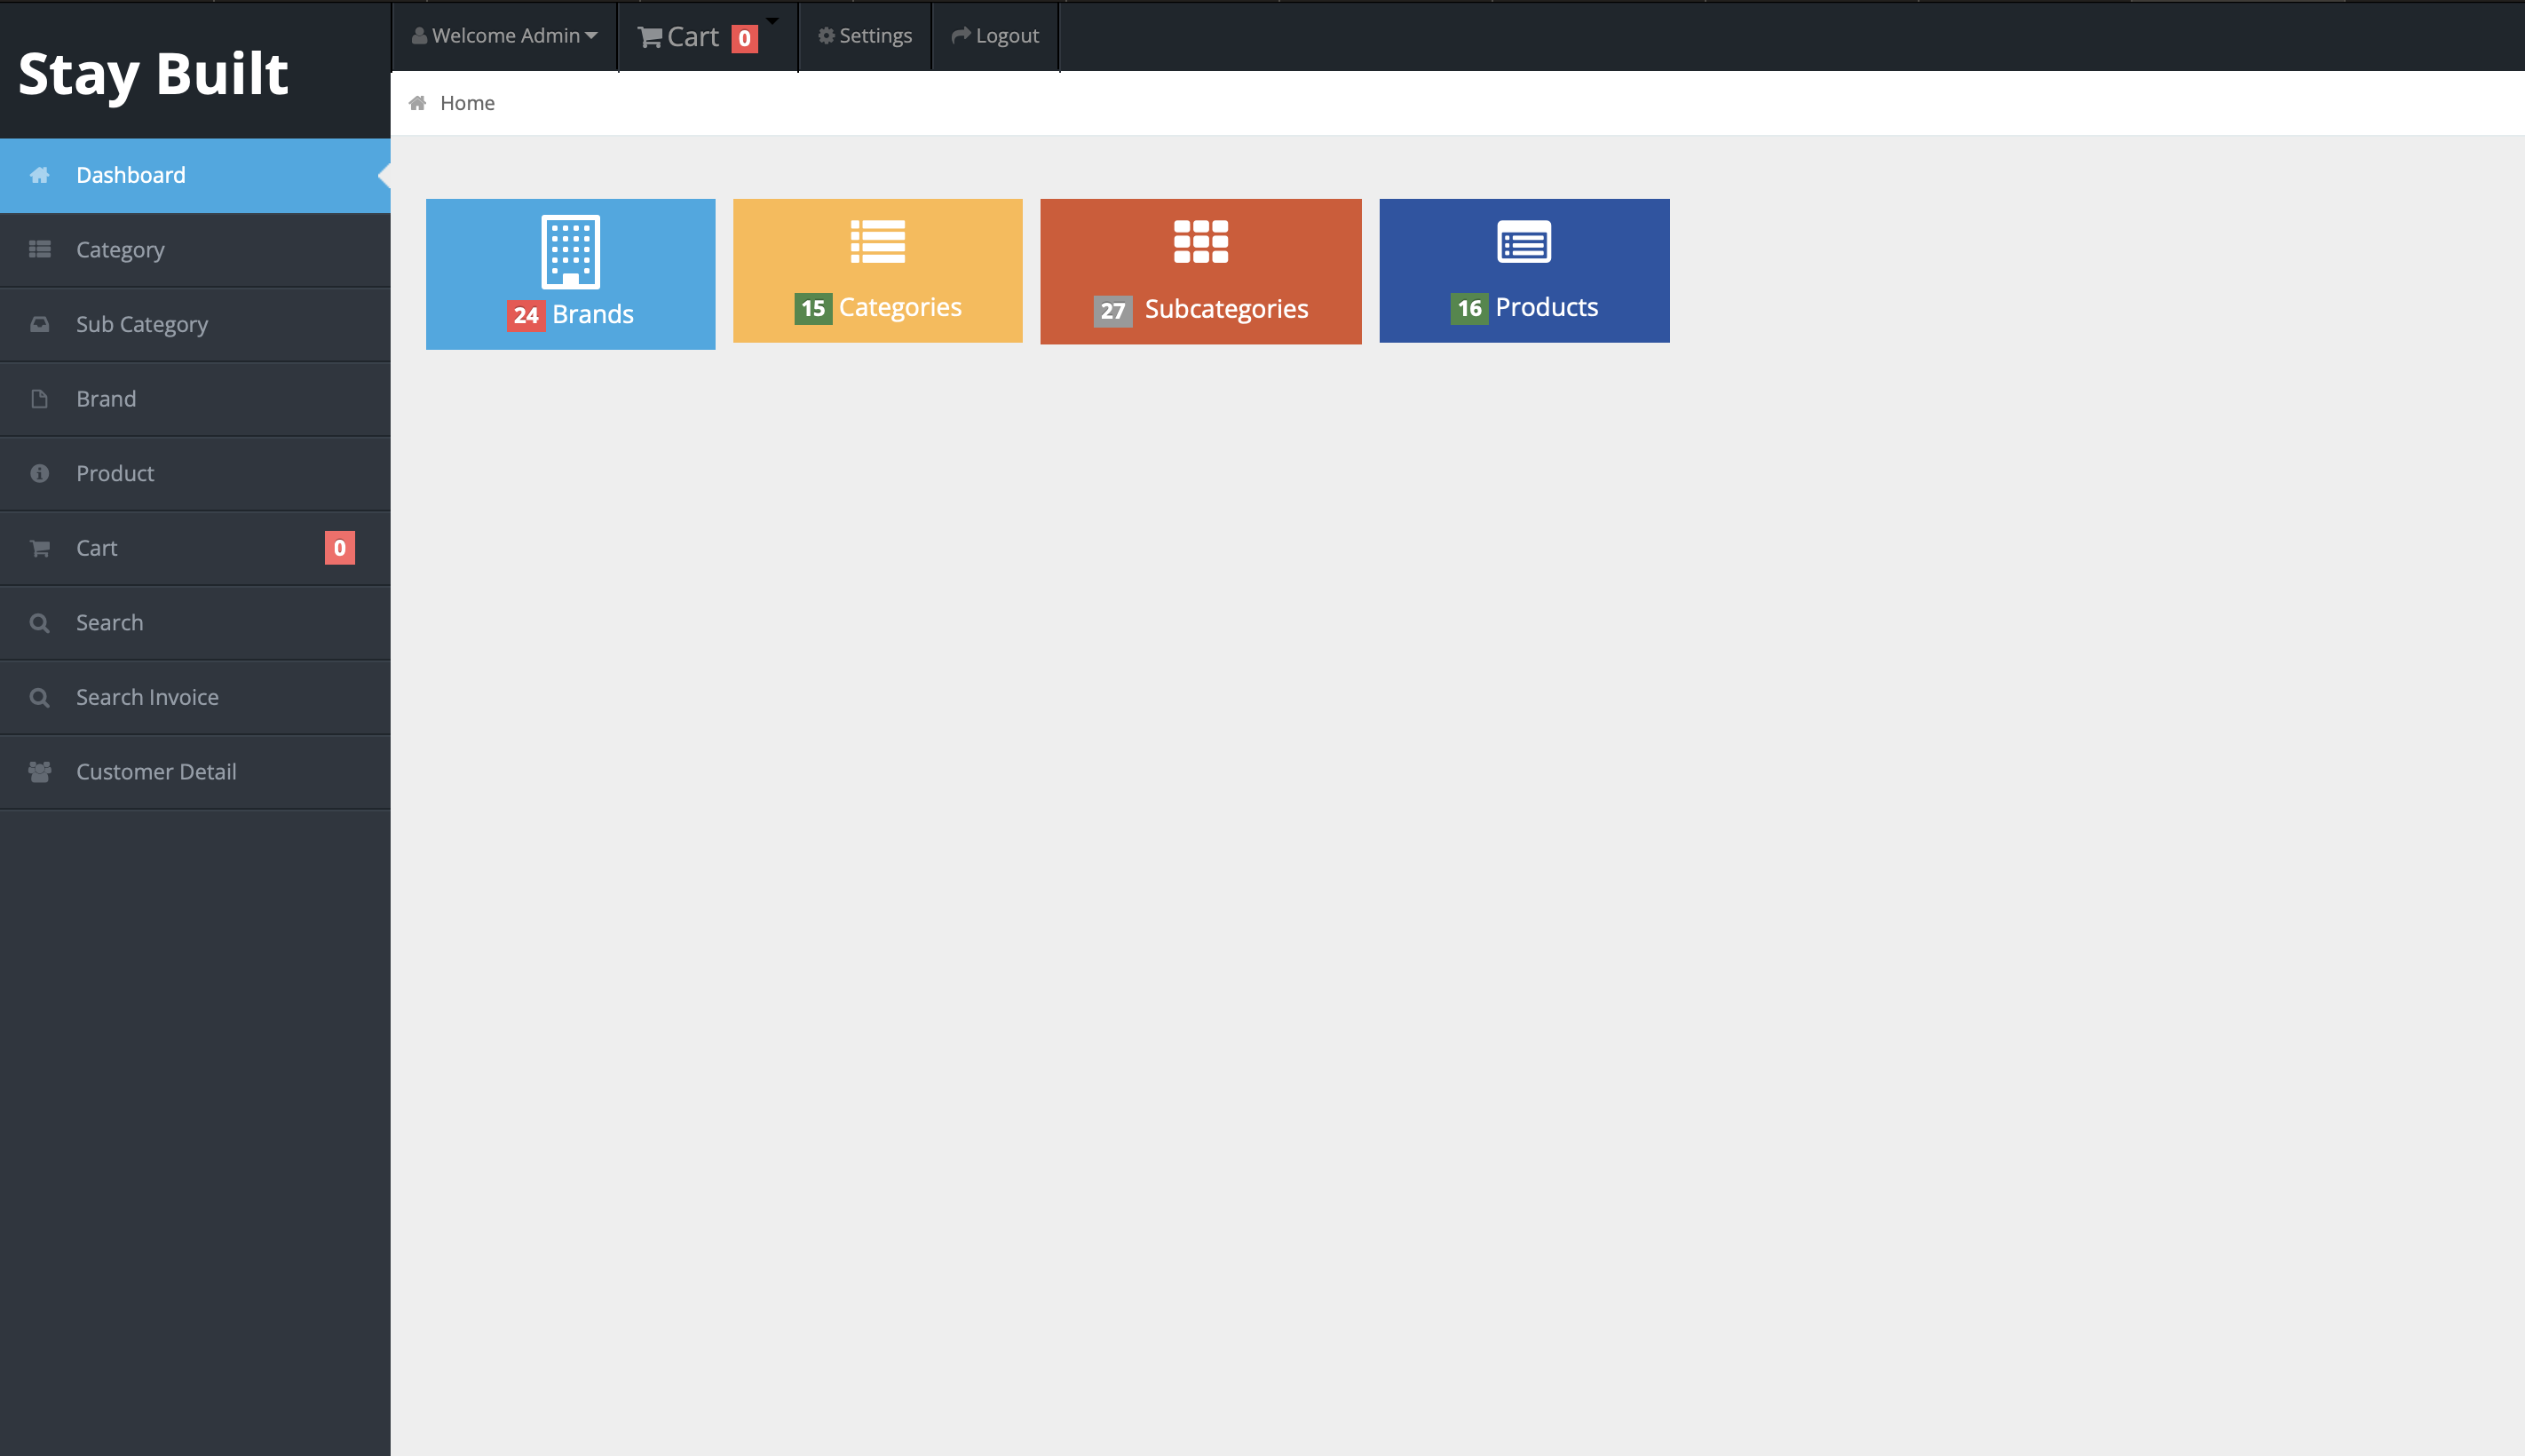 Stay Built
Welcome Admin
Cart 0
Settings
Logout
Home
Dashboard
Category
Sub Category
Brand
Product
Cart 0
Search
Search Invoice
Customer Detail
24 Brands
15 Categories
27 Subcategories
16 Products